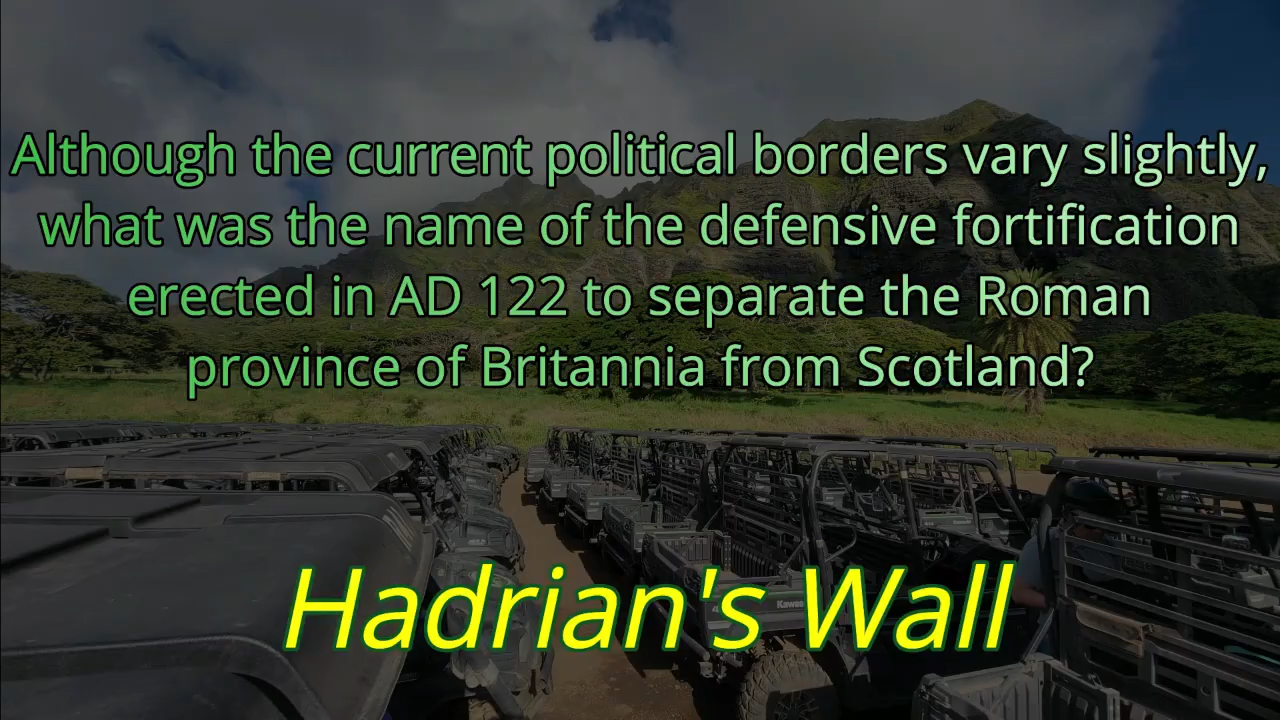 Although the current political borders vary slightly,
what was the name of the defensive fortification
erected in AD 122 to separate the Roman
province of Britannia from Scotland?
Hadrian's Wall